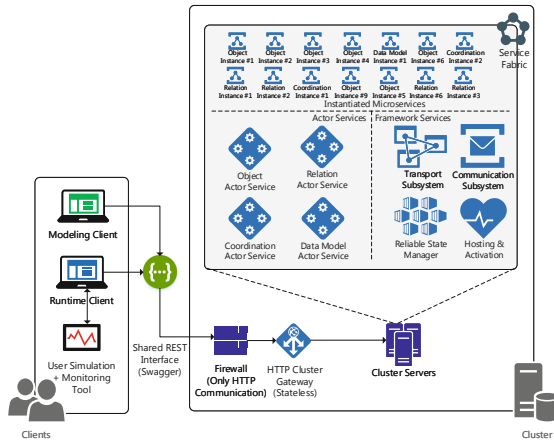 Service
Fabric
Object
Instance #1
Object
Instance #2
Object
Instance #3
Object
Instance #4
Data Model
Instance #1
Object
Instance #6
Coordination
Instance #2
Relation
Instance #1
Relation
Instance #2
Coordination
Instance #1
Object
Instance #9
Object
Instance #5
Relation
Instance #6
Relation
Instance #3
Instantiated Microservices
Actor Services
Framework Services
Object
Actor Service
Relation
Actor Service
Transport
Subsystem
Communication
Subsystem
Coordination
Actor Service
Data Model
Actor Service
Reliable State
Manager
Hosting &
Activation
Modeling Client
Runtime Client
User Simulation
+ Monitoring
Tool
Shared REST
Interface
(Swagger)
Firewall
(Only HTTP
Communication)
HTTP Cluster
Gateway
(Stateless)
Cluster Servers
Clients
Cluster